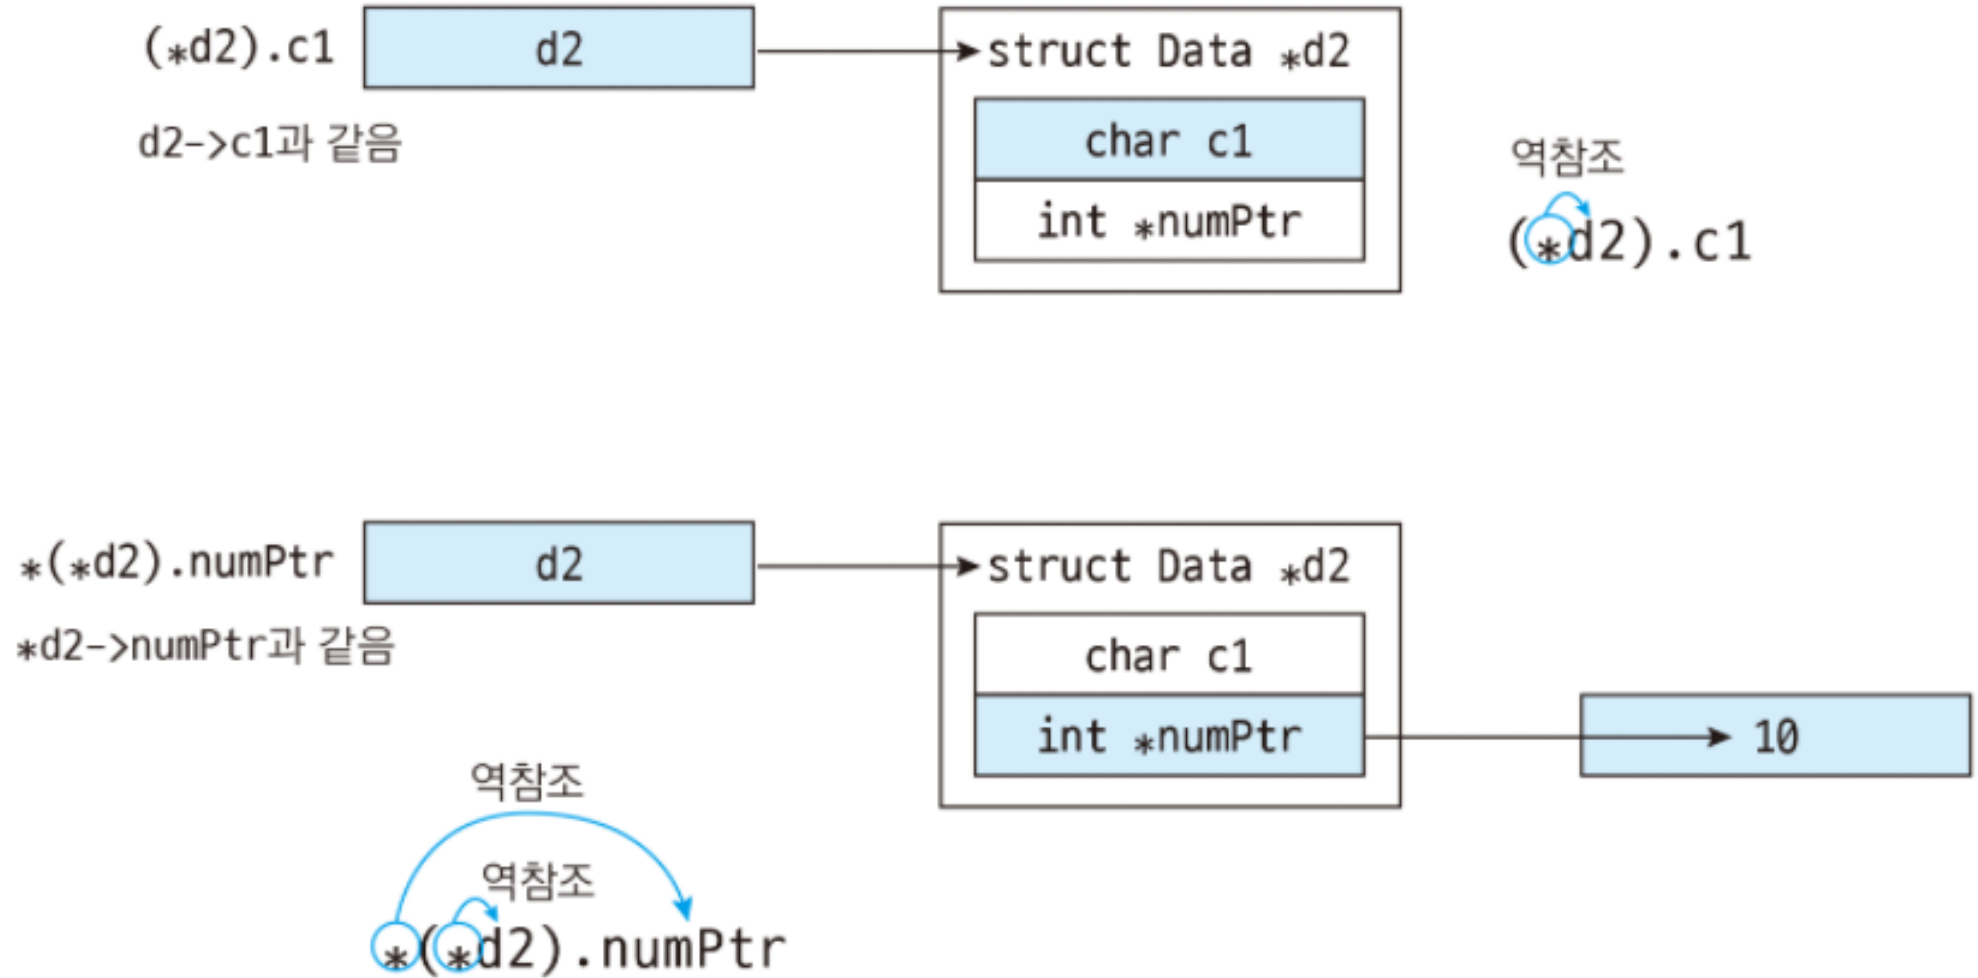 (*d2).c1
d2
struct Data *d2
d2->c1과 같음
char c1
int *numPtr
역참조
(*d2).c1
*(*d2).numPtr
d2
struct Data *d2
*d2->numPtr과 같음
char c1
int *numPtr
10
역참조
역참조
*(*d2).numPtr